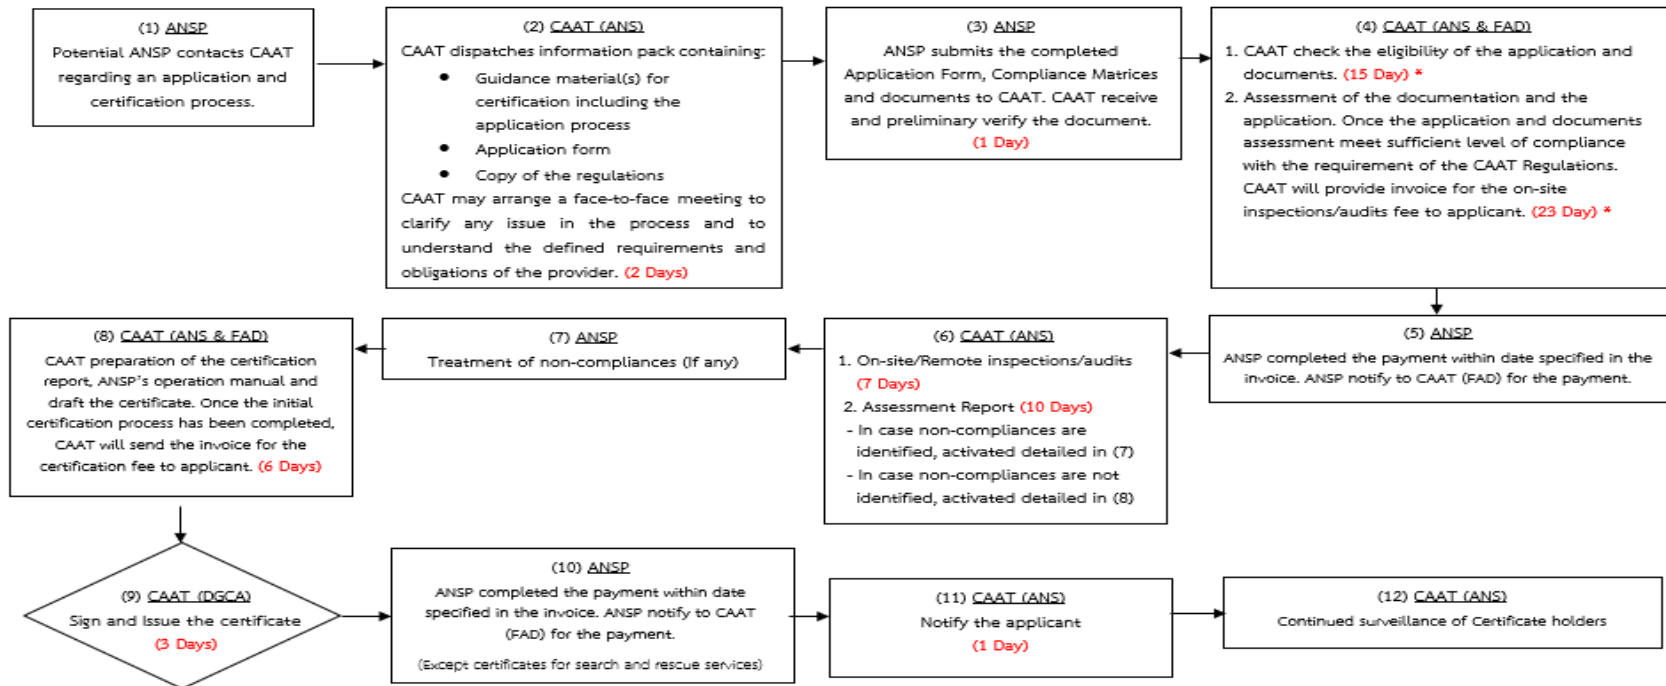 (1) ANSP
Potential ANSP contacts CAAT
regarding an application and
certification process.
(2) CAAT (ANS)
CAAT dispatches information pack containing:
● Guidance material(s) for
certification including the
application process
● Application form
● Copy of the regulations
CAAT may arrange a face-to-face meeting to
clarify any issue in the process and to
understand the defined requirements and
obligations of the provider. (2 Days)
(3) ANSP
ANSP submits the completed
Application Form, Compliance Matrices
and documents to CAAT. CAAT receive
and preliminary verify the document.
(1 Day)
(4) CAAT (ANS & FAD)
1. CAAT check the eligibility of the application and
documents. (15 Day) *
2. Assessment of the documentation and the
application. Once the application and documents
assessment meet sufficient level of compliance
with the requirement of the CAAT Regulations.
CAAT will provide invoice for the on-site
inspections/audits fee to applicant. (23 Day) *
(5) ANSP
ANSP completed the payment within date specified in the
invoice. ANSP notify to CAAT (FAD) for the payment.
(6) CAAT (ANS)
1. On-site/Remote inspections/audits
(7 Days)
2. Assessment Report (10 Days)
- In case non-compliances are
identified, activated detailed in (7)
- In case non-compliances are not
identified, activated detailed in (8)
(7) ANSP
Treatment of non-compliances (If any)
(8) CAAT (ANS & FAD)
CAAT preparation of the certification
report, ANSP's operation manual and
draft the certificate. Once the initial
certification process has been completed,
CAAT will send the invoice for the
certification fee to applicant. (6 Days)
(9) CAAT (DGCA)
Sign and Issue the certificate
(3 Days)
(10) ANSP
ANSP completed the payment within date
specified in the invoice. ANSP notify to CAAT
(FAD) for the payment.
(Except certificates for search and rescue services)
(11) CAAT (ANS)
Notify the applicant
(1 Day)
(12) CAAT (ANS)
Continued surveillance of Certificate holders